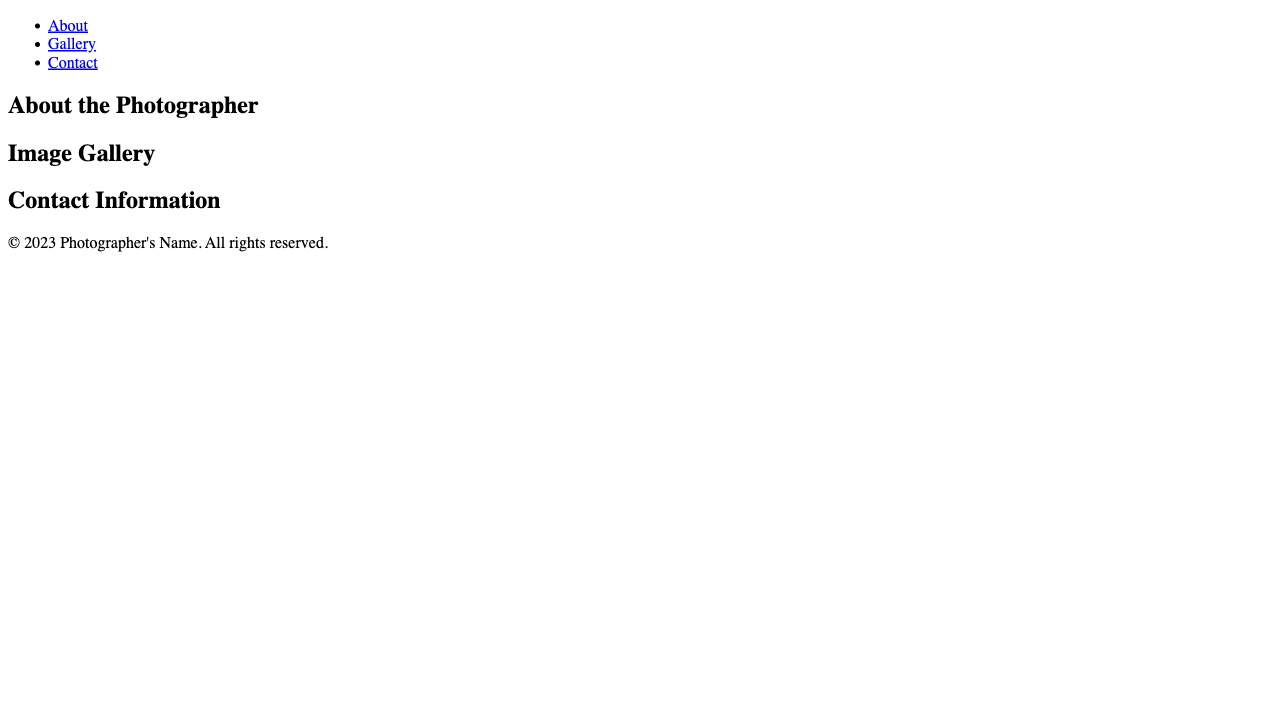 About
Gallery
Contact
About the Photographer
Image Gallery
Contact Information
© 2023 Photographer's Name. All rights reserved.